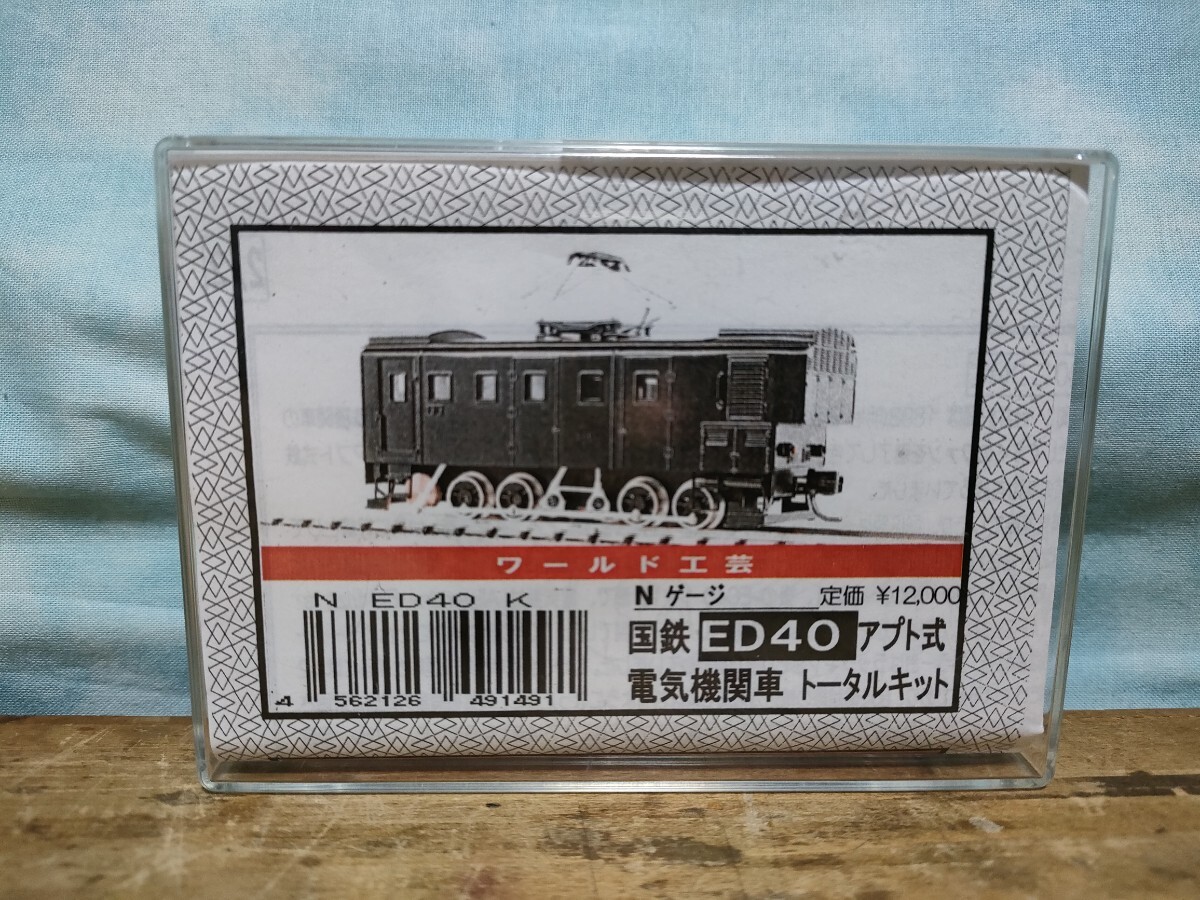 ワールド工芸
N ED40 K
4 562126 491491
Nゲージ 定価 ¥12,000
国鉄 ED40 アプト式
電気機関車 トータルキット